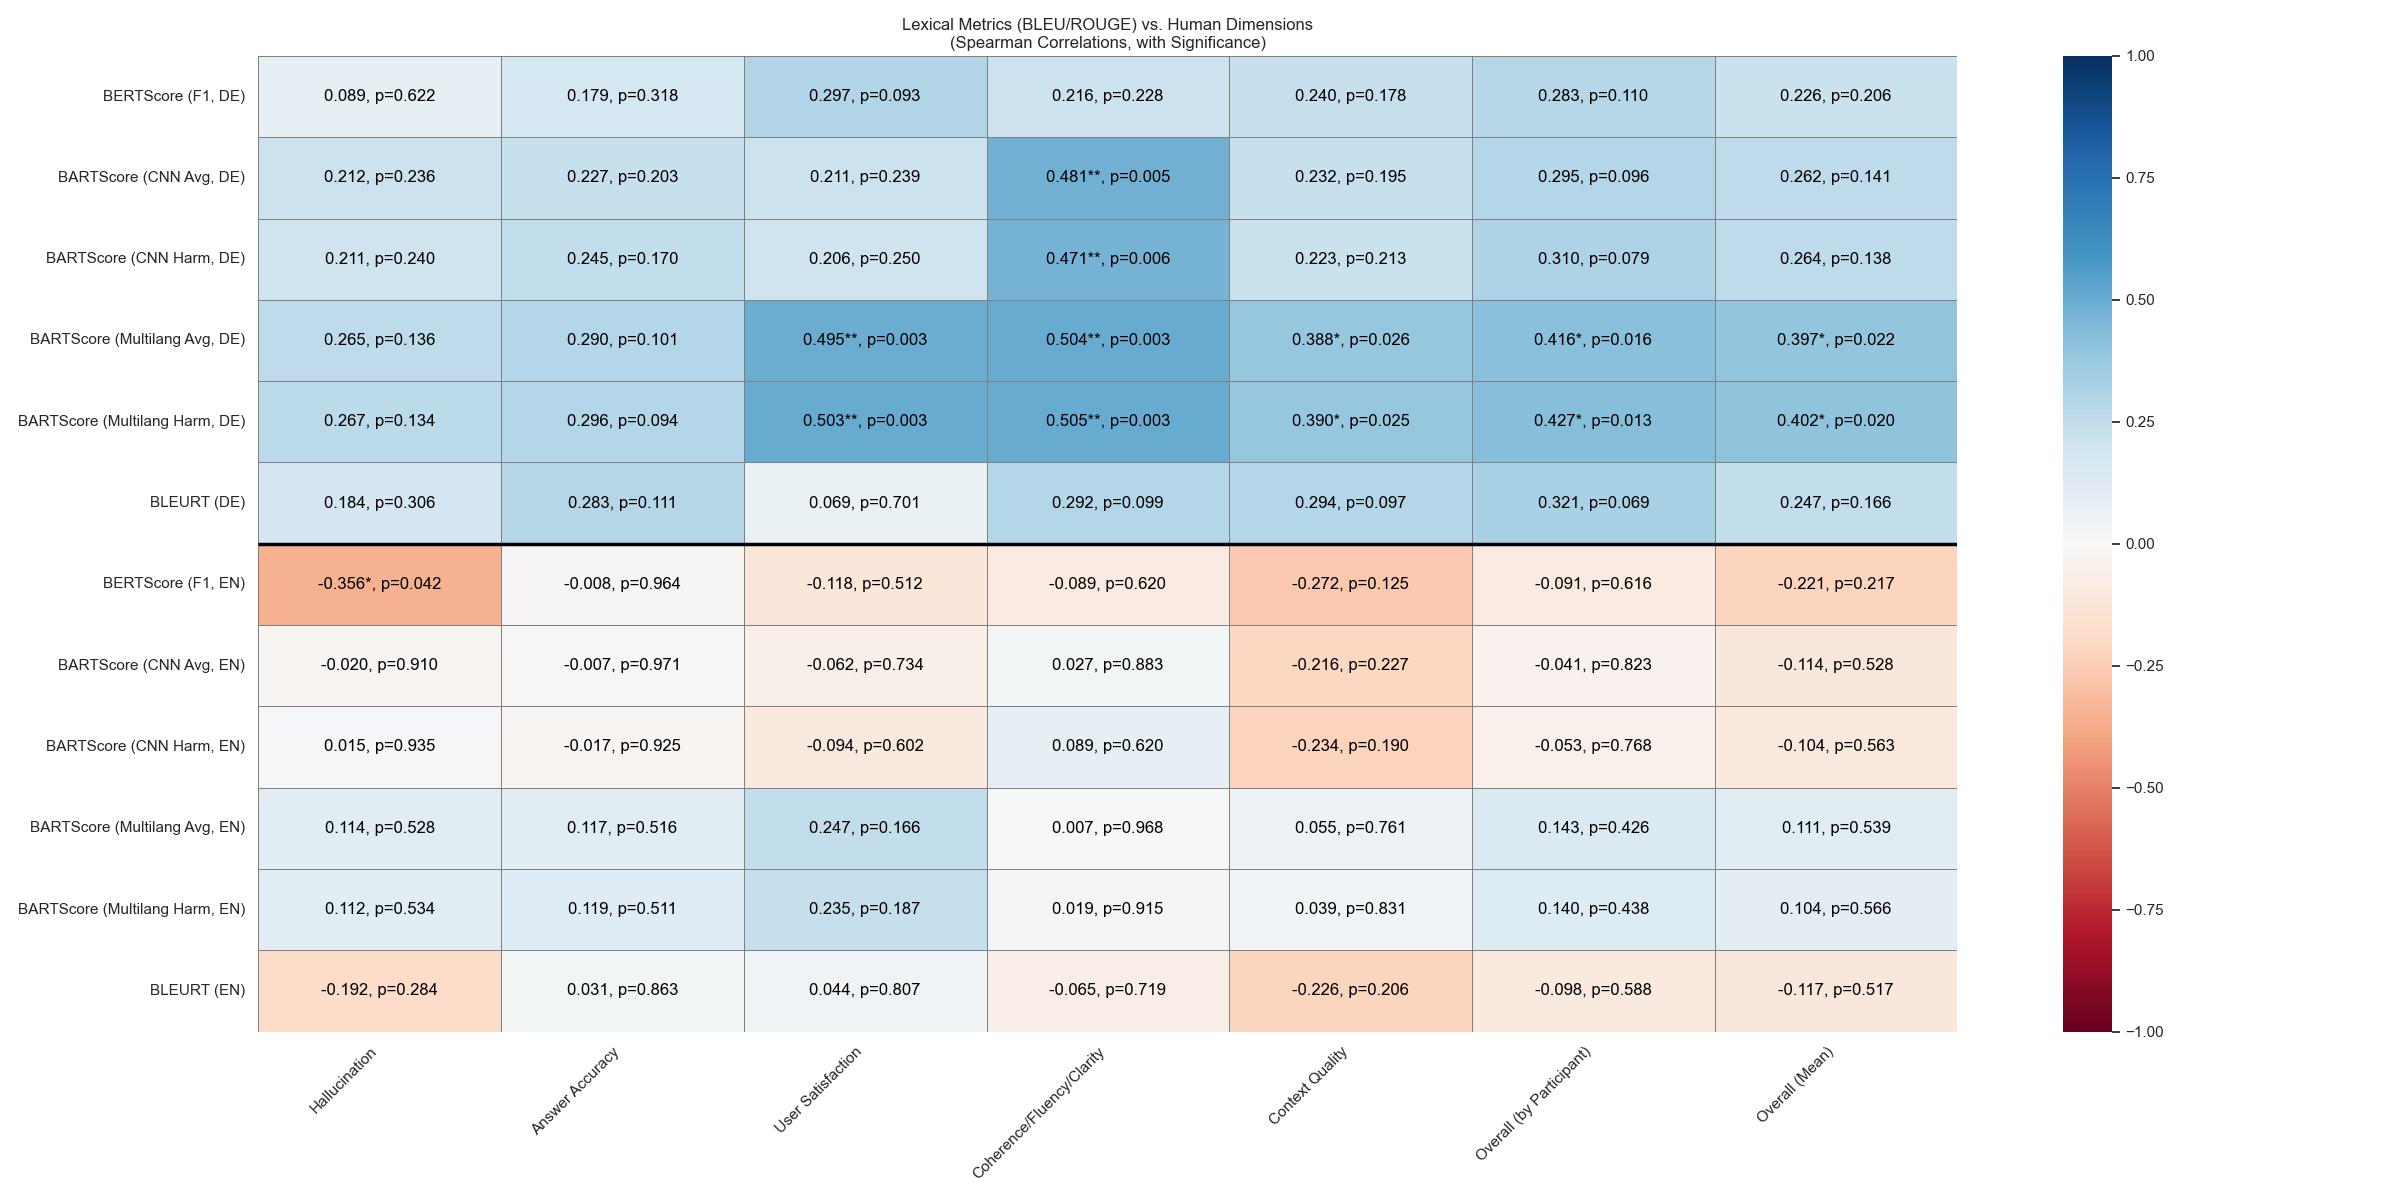 Lexical Metrics (BLEU/ROUGE) vs. Human Dimensions
(Spearman Correlations, with Significance)
BERTScore (F1, DE) 0.089, p=0.622 0.179, p=0.318 0.297, p=0.093 0.216, p=0.228 0.240, p=0.178 0.283, p=0.110 0.226, p=0.206
BARTScore (CNN Avg, DE) 0.212, p=0.236 0.227, p=0.203 0.211, p=0.239 0.481**, p=0.005 0.232, p=0.195 0.295, p=0.096 0.262, p=0.141
BARTScore (CNN Harm, DE) 0.211, p=0.240 0.245, p=0.170 0.206, p=0.250 0.471**, p=0.006 0.223, p=0.213 0.310, p=0.079 0.264, p=0.138
BARTScore (Multilang Avg, DE) 0.265, p=0.136 0.290, p=0.101 0.495**, p=0.003 0.504**, p=0.003 0.388*, p=0.026 0.416*, p=0.016 0.397*, p=0.022
BARTScore (Multilang Harm, DE) 0.267, p=0.134 0.296, p=0.094 0.503**, p=0.003 0.505**, p=0.003 0.390*, p=0.025 0.427*, p=0.013 0.402*, p=0.020
BLEURT (DE) 0.184, p=0.306 0.283, p=0.111 0.069, p=0.701 0.292, p=0.099 0.294, p=0.097 0.321, p=0.069 0.247, p=0.166
BERTScore (F1, EN) -0.356*, p=0.042 -0.008, p=0.964 -0.118, p=0.512 -0.089, p=0.620 -0.272, p=0.125 -0.091, p=0.616 -0.221, p=0.217
BARTScore (CNN Avg, EN) -0.020, p=0.910 -0.007, p=0.971 -0.062, p=0.734 0.027, p=0.883 -0.216, p=0.227 -0.041, p=0.823 -0.114, p=0.528
BARTScore (CNN Harm, EN) 0.015, p=0.935 -0.017, p=0.925 -0.094, p=0.602 0.089, p=0.620 -0.234, p=0.190 -0.053, p=0.768 -0.104, p=0.563
BARTScore (Multilang Avg, EN) 0.114, p=0.528 0.117, p=0.516 0.247, p=0.166 0.007, p=0.968 0.055, p=0.761 0.143, p=0.426 0.111, p=0.539
BARTScore (Multilang Harm, EN) 0.112, p=0.534 0.119, p=0.511 0.235, p=0.187 0.019, p=0.915 0.039, p=0.831 0.140, p=0.438 0.104, p=0.566
BLEURT (EN) -0.192, p=0.284 0.031, p=0.863 0.044, p=0.807 -0.065, p=0.719 -0.226, p=0.206 -0.098, p=0.588 -0.117, p=0.517
Hallucination
Answer Accuracy
User Satisfaction
Coherence/Fluency/Clarity
Context Quality
Overall (by Participant)
Overall (Mean)
1.00
0.75
0.50
0.25
0.00
−0.25
−0.50
−0.75
−1.00